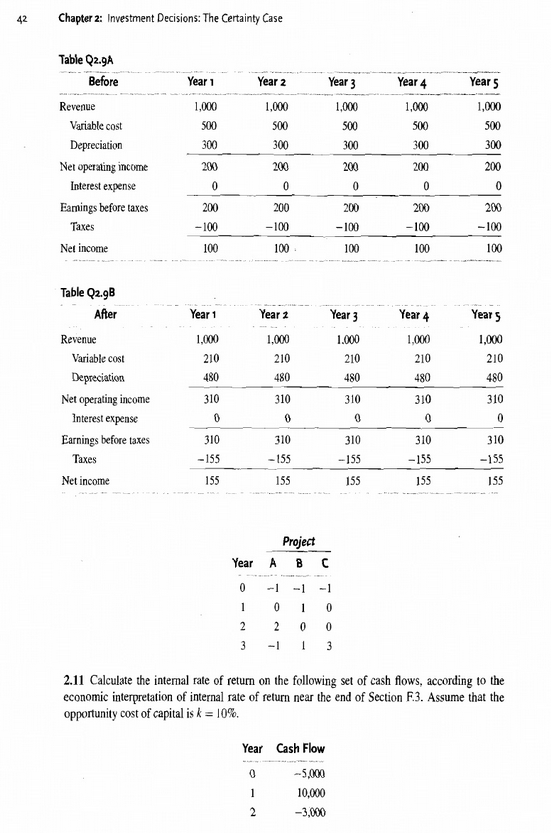 42 Chapter 2: Investment Decisions: The Certainty Case
Table Q2.9A
Before Year 1 Year 2 Year 3 Year 4 Year 5
Revenue 1,000 1,000 1,000 1,000 1,000
Variable cost 500 500 500 500 500
Depreciation 300 300 300 300 300
Net operating income 200 200 200 200 200
Interest expense 0 0 0 0 0
Earnings before taxes 200 200 200 200 200
Taxes −100 −100 −100 −100 −100
Net income 100 100 100 100 100
Table Q2.9B
After Year 1 Year 2 Year 3 Year 4 Year 5
Revenue 1,000 1,000 1,000 1,000 1,000
Variable cost 210 210 210 210 210
Depreciation 480 480 480 480 480
Net operating income 310 310 310 310 310
Interest expense 0 0 0 0 0
Earnings before taxes 310 310 310 310 310
Taxes −155 −155 −155 −155 −155
Net income 155 155 155 155 155
Project
Year A B C
0 −1 −1 −1
1 0 1 0
2 2 0 0
3 −1 1 3
2.11 Calculate the internal rate of return on the following set of cash flows, according to the
economic interpretation of internal rate of return near the end of Section F.3. Assume that the
opportunity cost of capital is k = 10%.
Year Cash Flow
0 −5,000
1 10,000
2 −3,000